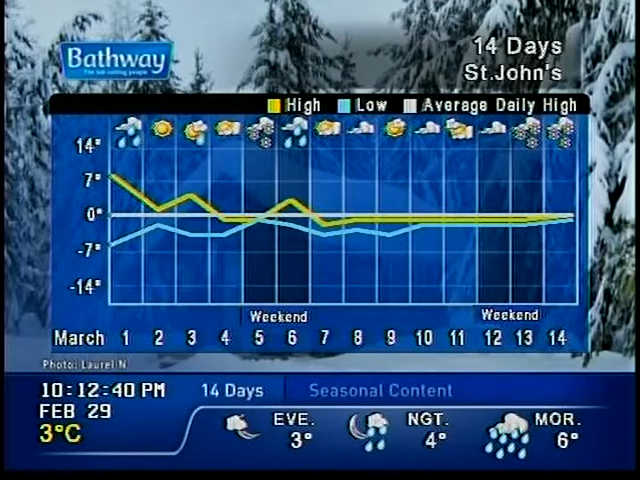 Bathway
The tub cutting people
14 Days
St.John's
High Low Average Daily High
14°
7°
0°
-7°
-14°
Weekend Weekend
March 1 2 3 4 5 6 7 8 9 10 11 12 13 14
Photo: Laurel N
10:12:40 PM 14 Days Seasonal Content
FEB 29
3°C
EVE. 3°
NGT. 4°
MOR. 6°